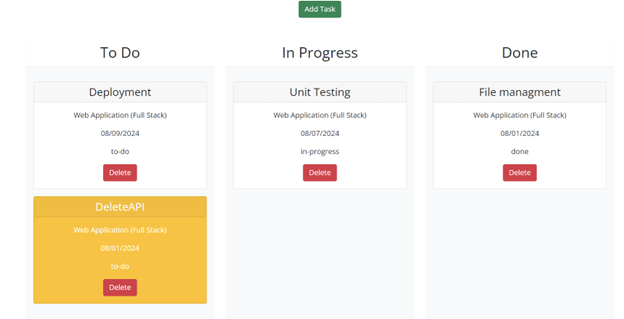 Add Task
To Do
Deployment
Web Application (Full Stack)
08/09/2024
to-do
Delete
DeleteAPI
Web Application (Full Stack)
08/01/2024
to-do
Delete
In Progress
Unit Testing
Web Application (Full Stack)
08/07/2024
in-progress
Delete
Done
File managment
Web Application (Full Stack)
08/01/2024
done
Delete